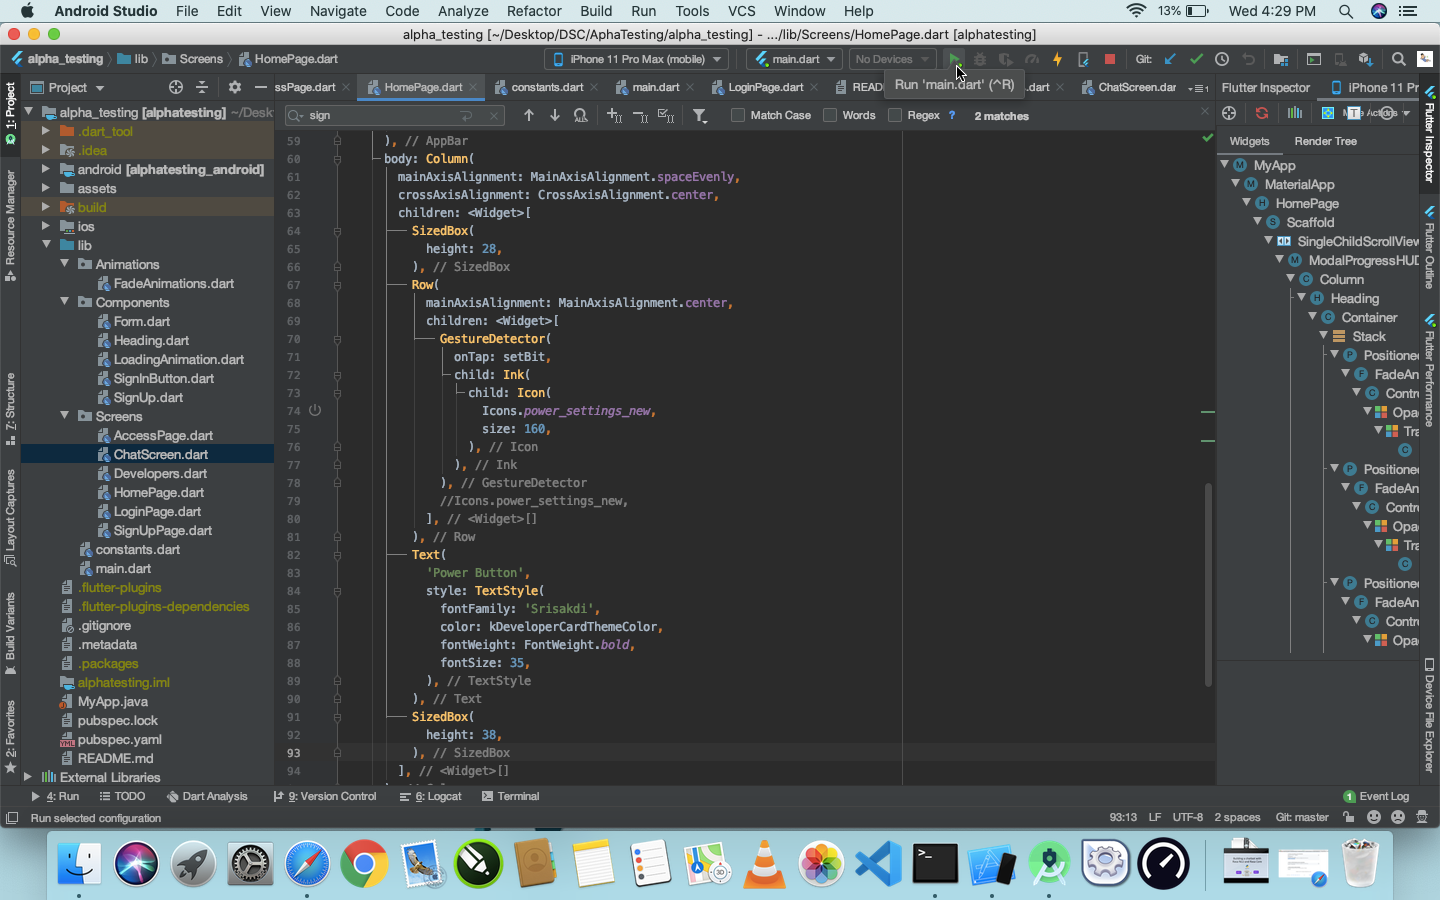 Android Studio File Edit View Navigate Code Analyze Refactor Build Run Tools VCS Window Help 13% Wed 4:29 PM
alpha_testing [~/Desktop/DSC/AphaTesting/alpha_testing] - .../lib/Screens/HomePage.dart [alphatesting]
alpha_testing lib Screens HomePage.dart iPhone 11 Pro Max (mobile) main.dart No Devices Git:
Run 'main.dart' (^R)
Project ssPage.dart HomePage.dart constants.dart main.dart LoginPage.dart READ .dart ChatScreen.dar Flutter Inspector iPhone 11 Pr
sign Match Case Words Regex ? 2 matches
Widgets Render Tree
1: Project
Resource Manager
Z: Structure
Layout Captures
Build Variants
2: Favorites
alpha_testing [alphatesting] ~/Desk
.dart_tool
.idea
android [alphatesting_android]
assets
build
ios
lib
Animations
FadeAnimations.dart
Components
Form.dart
Heading.dart
LoadingAnimation.dart
SignInButton.dart
SignUp.dart
Screens
AccessPage.dart
ChatScreen.dart
Developers.dart
HomePage.dart
LoginPage.dart
SignUpPage.dart
constants.dart
main.dart
.flutter-plugins
.flutter-plugins-dependencies
.gitignore
.metadata
.packages
alphatesting.iml
MyApp.java
pubspec.lock
pubspec.yaml
README.md
External Libraries
59 ), // AppBar
60 body: Column(
61 mainAxisAlignment: MainAxisAlignment.spaceEvenly,
62 crossAxisAlignment: CrossAxisAlignment.center,
63 children: <Widget>[
64 SizedBox(
65 height: 28,
66 ), // SizedBox
67 Row(
68 mainAxisAlignment: MainAxisAlignment.center,
69 children: <Widget>[
70 GestureDetector(
71 onTap: setBit,
72 child: Ink(
73 child: Icon(
74 Icons.power_settings_new,
75 size: 160,
76 ), // Icon
77 ), // Ink
78 ), // GestureDetector
79 //Icons.power_settings_new,
80 ], // <Widget>[]
81 ), // Row
82 Text(
83 'Power Button',
84 style: TextStyle(
85 fontFamily: 'Srisakdi',
86 color: kDeveloperCardThemeColor,
87 fontWeight: FontWeight.bold,
88 fontSize: 35,
89 ), // TextStyle
90 ), // Text
91 SizedBox(
92 height: 38,
93 ), // SizedBox
94 ], // <Widget>[]
MyApp
MaterialApp
HomePage
Scaffold
SingleChildScrollView
ModalProgressHUD
Column
Heading
Container
Stack
Positioned
FadeAn
Contro
Opa
Tra
Positioned
FadeAn
Contro
Opa
Tra
Positioned
FadeAn
Contro
Opa
Flutter Inspector
Flutter Outline
Flutter Performance
Device File Explorer
4: Run TODO Dart Analysis 9: Version Control 6: Logcat Terminal 1 Event Log
Run selected configuration 93:13 LF UTF-8 2 spaces Git: master